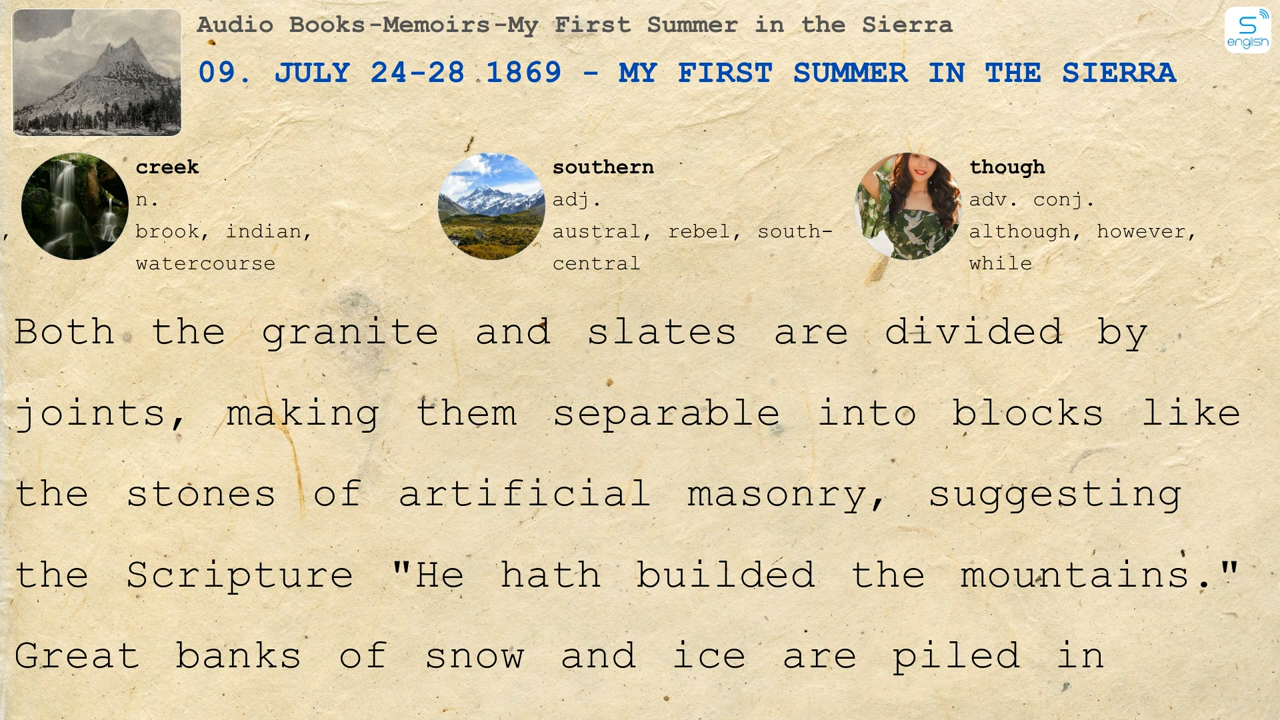 Audio Books-Memoirs-My First Summer in the Sierra
09. JULY 24-28 1869 - MY FIRST SUMMER IN THE SIERRA
S
english
creek
n.
brook, indian,
watercourse
southern
adj.
austral, rebel, south-
central
though
adv. conj.
although, however,
while
Both the granite and slates are divided by
joints, making them separable into blocks like
the stones of artificial masonry, suggesting
the Scripture "He hath builded the mountains."
Great banks of snow and ice are piled in